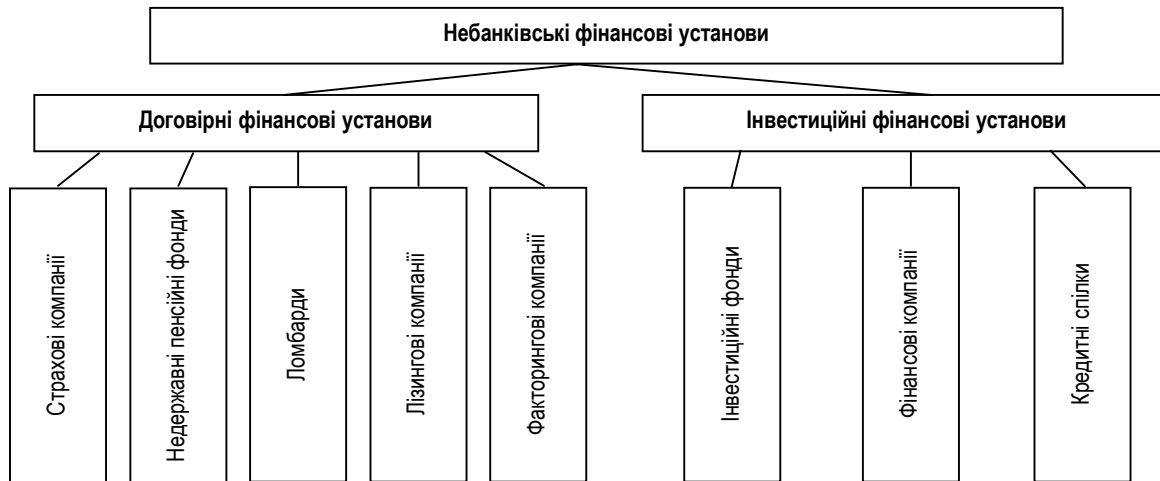 Небанківські фінансові установи
Договірні фінансові установи
Інвестиційні фінансові установи
Страхові компанії
Недержавні пенсійні фонди
Ломбарди
Лізингові компанії
Факторингові компанії
Інвестиційні фонди
Фінансові компанії
Кредитні спілки